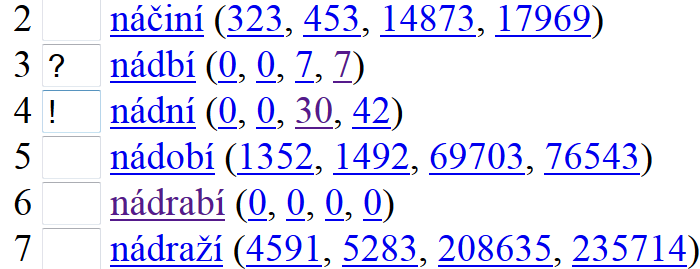 2 náčiní (323, 453, 14873, 17969)
3 ? nádbí (0, 0, 7, 7)
4 ! nádní (0, 0, 30, 42)
5 nádobí (1352, 1492, 69703, 76543)
6 nádrabí (0, 0, 0, 0)
7 nádraží (4591, 5283, 208635, 235714)